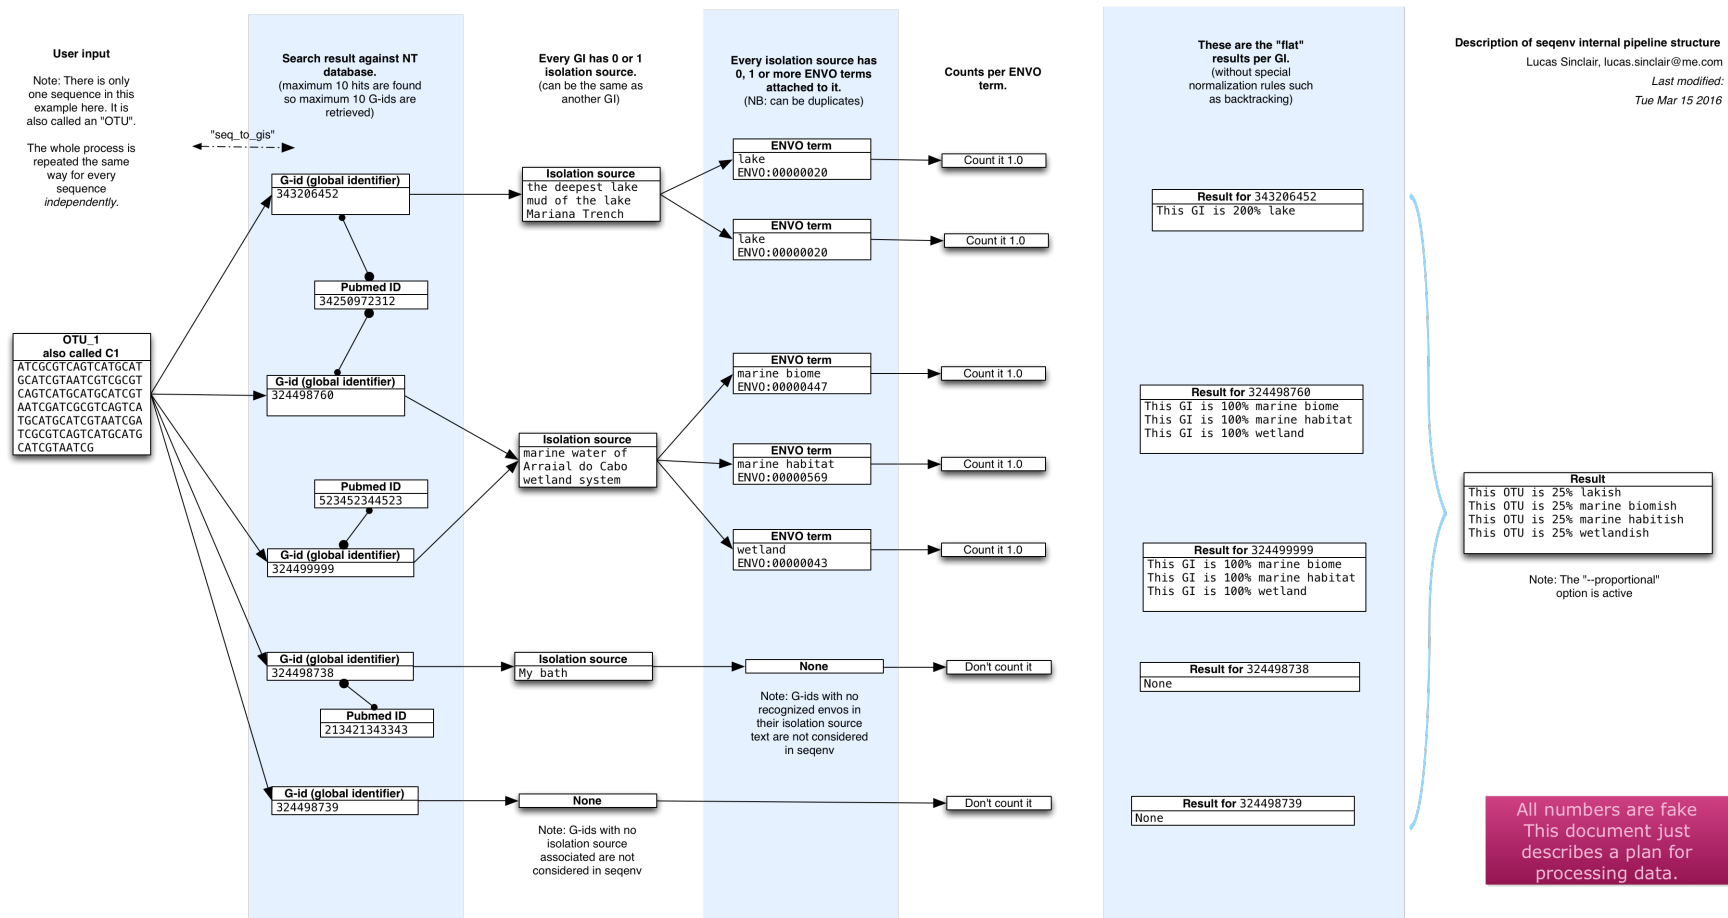 User input
Note: There is only
one sequence in this
example here. It is
also called an "OTU".
The whole process is
repeated the same
way for every
sequence
independently.
"seq_to_gis"
OTU_1
also called C1
ATCGCGTCAGTCATGCAT
GCATCGTAATCGTCGCGT
CAGTCATGCATGCATCGT
AATCGATCGCGTCAGTCA
TGCATGCATCGTAATCGA
TCGCGTCAGTCATGCATG
CATCGTAATCG
Search result against NT
database.
(maximum 10 hits are found
so maximum 10 G-ids are
retrieved)
G-id (global identifier)
343206452
Pubmed ID
34250972312
G-id (global identifier)
324498760
Pubmed ID
523452344523
G-id (global identifier)
324499999
G-id (global identifier)
324498738
Pubmed ID
213421343343
G-id (global identifier)
324498739
Every GI has 0 or 1
isolation source.
(can be the same as
another GI)
Isolation source
the deepest lake
mud of the lake
Mariana Trench
Isolation source
marine water of
Arraial do Cabo
wetland system
Isolation source
My bath
None
Note: G-ids with no
isolation source
associated are not
considered in seqenv
Every isolation source has
0, 1 or more ENVO terms
attached to it.
(NB: can be duplicates)
ENVO term
lake
ENVO:00000020
ENVO term
lake
ENVO:00000020
ENVO term
marine biome
ENVO:00000447
ENVO term
marine habitat
ENVO:00000569
ENVO term
wetland
ENVO:00000043
None
Note: G-ids with no
recognized envos in
their isolation source
text are not considered
in seqenv
Counts per ENVO
term.
Count it 1.0
Count it 1.0
Count it 1.0
Count it 1.0
Count it 1.0
Don't count it
Don't count it
These are the "flat"
results per GI.
(without special
normalization rules such
as backtracking)
Result for 343206452
This GI is 200% lake
Result for 324498760
This GI is 100% marine biome
This GI is 100% marine habitat
This GI is 100% wetland
Result for 324499999
This GI is 100% marine biome
This GI is 100% marine habitat
This GI is 100% wetland
Result for 324498738
None
Result for 324498739
None
Description of seqenv internal pipeline structure
Lucas Sinclair, lucas.sinclair@me.com
Last modified:
Tue Mar 15 2016
Result
This OTU is 25% lakish
This OTU is 25% marine biomish
This OTU is 25% marine habitish
This OTU is 25% wetlandish
Note: The "--proportional"
option is active
All numbers are fake
This document just
describes a plan for
processing data.